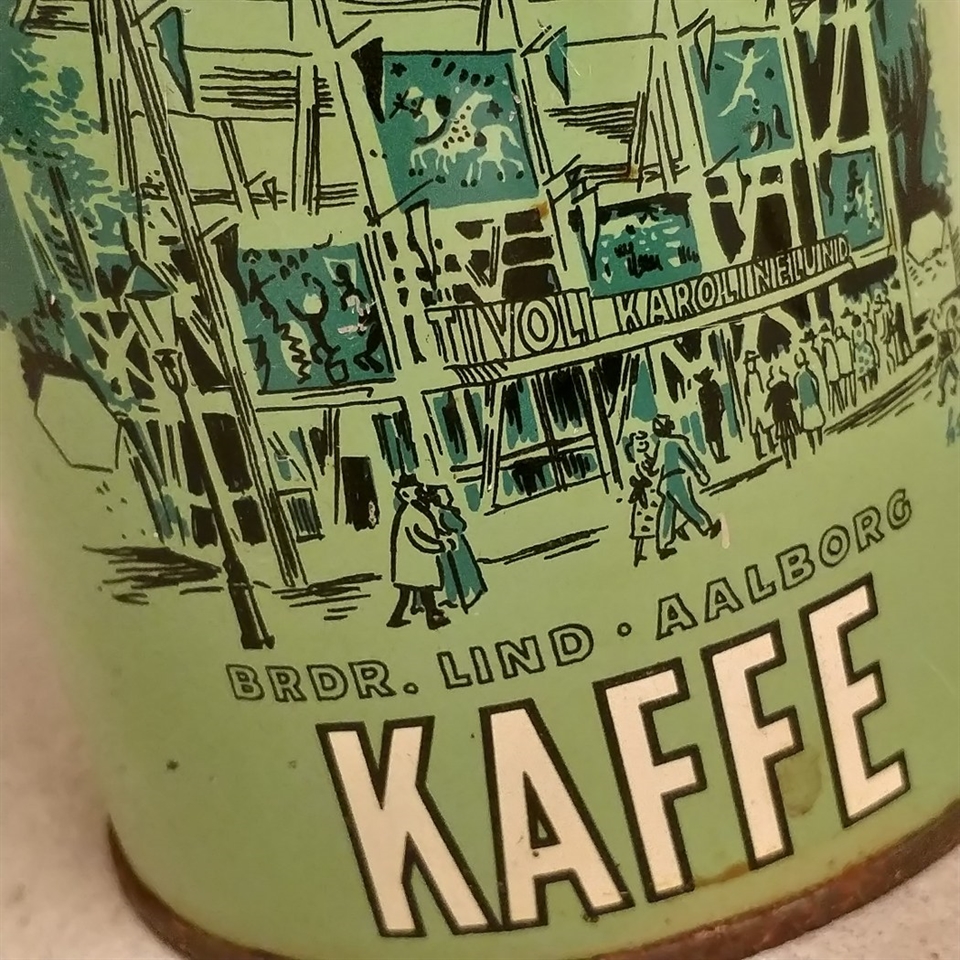 TIVOLI KAROLINELUND
BRDR. LIND · AALBORG
KAFFE